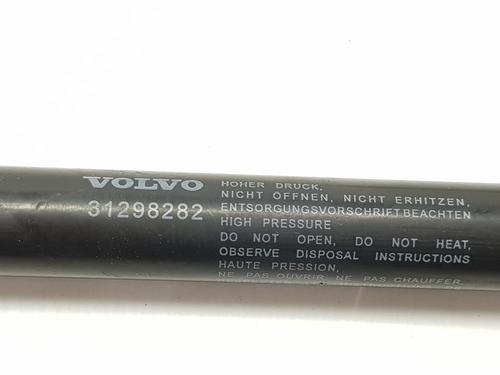 VOLVO
31298282
HOHER DRUCK,
NICHT ÖFFNEN, NICHT ERHITZEN,
ENTSORGUNGSVORSCHRIFT BEACHTEN
HIGH PRESSURE
DO NOT OPEN, DO NOT HEAT,
OBSERVE DISPOSAL INSTRUCTIONS
HAUTE PRESSION,
NE PAS OUVRIR, NE PAS CHAUFFER,